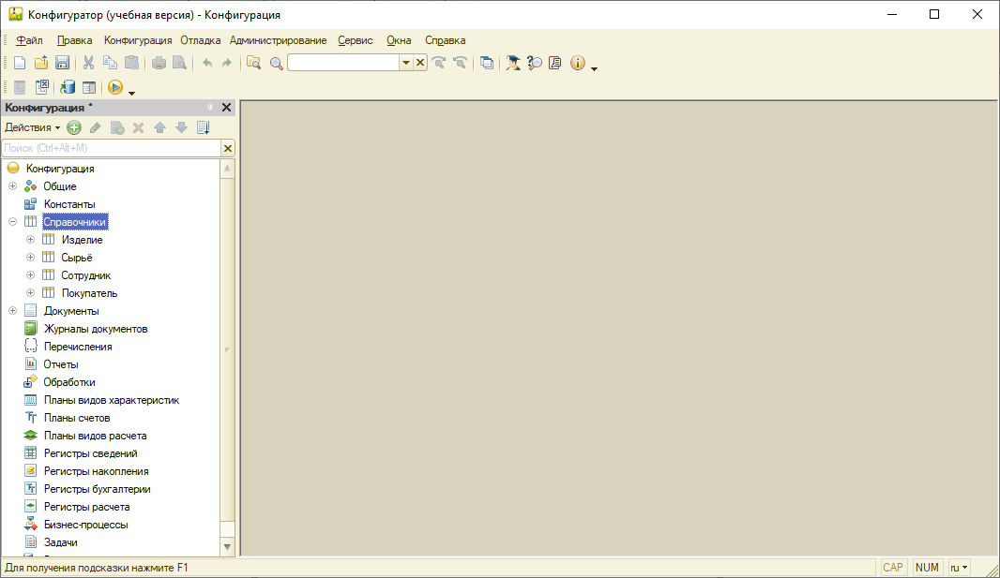 Конфигуратор (учебная версия) - Конфигурация
Файл Правка Конфигурация Отладка Администрирование Сервис Окна Справка
Конфигурация *
Действия
Поиск (Ctrl+Alt+M)
Конфигурация
Общие
Константы
Справочники
Изделие
Сырьё
Сотрудник
Покупатель
Документы
Журналы документов
Перечисления
Отчеты
Обработки
Планы видов характеристик
Планы счетов
Планы видов расчета
Регистры сведений
Регистры накопления
Регистры бухгалтерии
Регистры расчета
Бизнес-процессы
Задачи
Для получения подсказки нажмите F1 CAP NUM ru